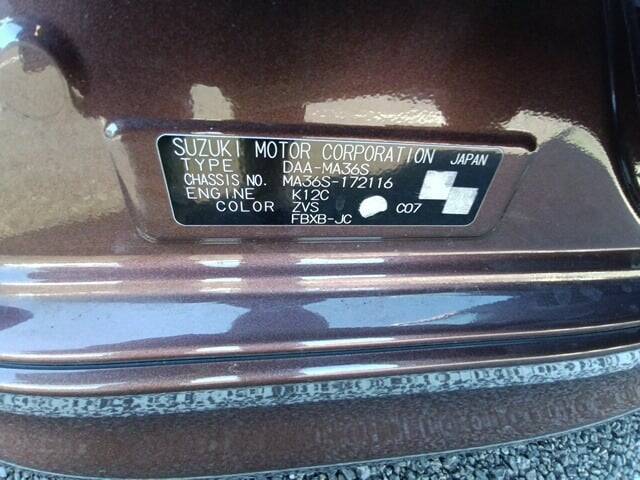 SUZUKI MOTOR CORPORATION JAPAN
TYPE DAA-MA36S
CHASSIS NO. MA36S-172116
ENGINE K12C
COLOR ZVS C07
FBXB-JC